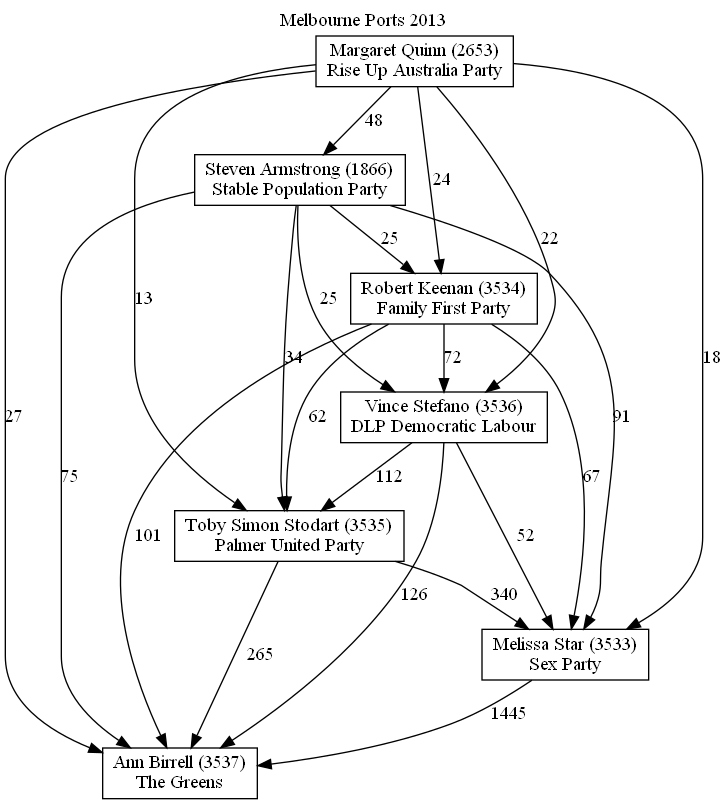 Melbourne Ports 2013
Margaret Quinn (2653)
Rise Up Australia Party
48
Steven Armstrong (1866)
Stable Population Party
24
22
25
Robert Keenan (3534)
Family First Party
13
25
34
72
18
27
62
91
Vince Stefano (3536)
DLP Democratic Labour
75
112
67
Toby Simon Stodart (3535)
Palmer United Party
101
52
126
340
Melissa Star (3533)
Sex Party
265
1445
Ann Birrell (3537)
The Greens